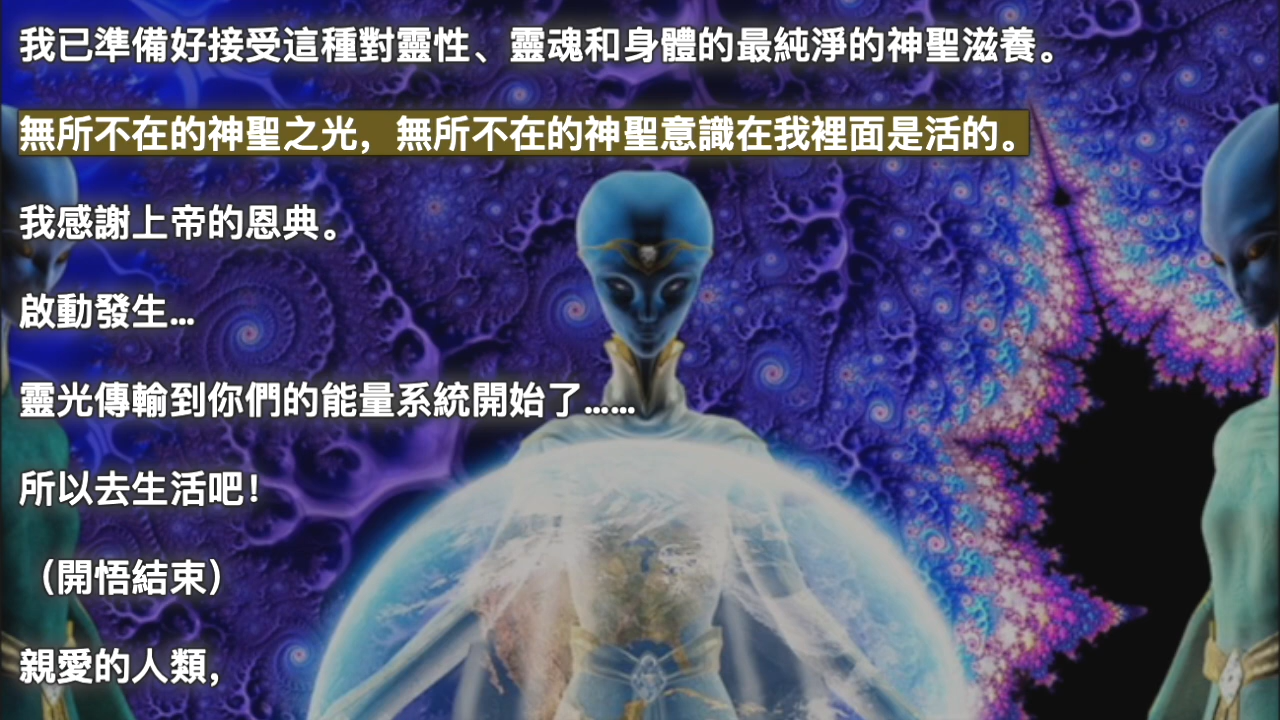 我已準備好接受這種對靈性、靈魂和身體的最純淨的神聖滋養。
無所不在的神聖之光，無所不在的神聖意識在我裡面是活的。
我感謝上帝的恩典。
啟動發生…
靈光傳輸到你們的能量系統開始了……
所以去生活吧！
（開悟結束）
親愛的人類，